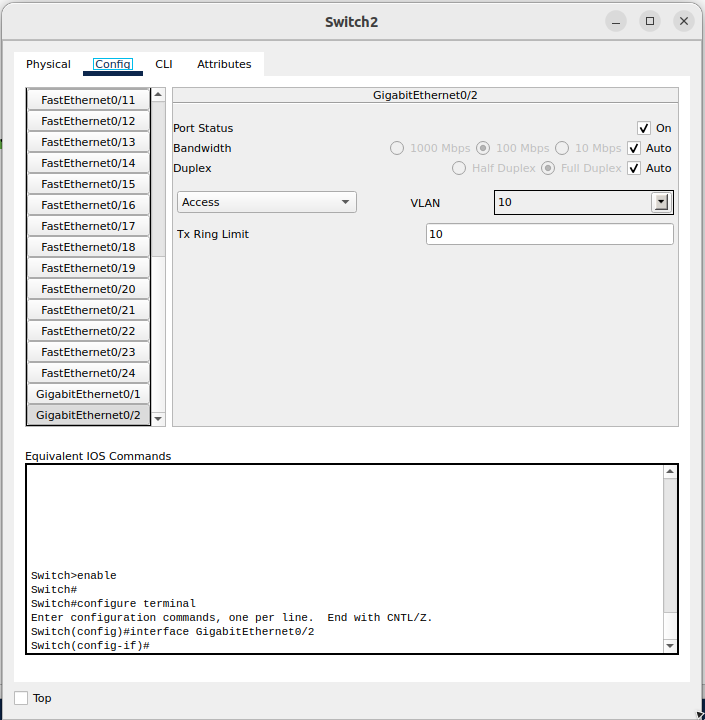 Switch2
Physical Config CLI Attributes
FastEthernet0/11
FastEthernet0/12
FastEthernet0/13
FastEthernet0/14
FastEthernet0/15
FastEthernet0/16
FastEthernet0/17
FastEthernet0/18
FastEthernet0/19
FastEthernet0/20
FastEthernet0/21
FastEthernet0/22
FastEthernet0/23
FastEthernet0/24
GigabitEthernet0/1
GigabitEthernet0/2
GigabitEthernet0/2
Port Status On
Bandwidth 1000 Mbps 100 Mbps 10 Mbps Auto
Duplex Half Duplex Full Duplex Auto
Access VLAN 10
Tx Ring Limit 10
Equivalent IOS Commands
Switch>enable
Switch#
Switch#configure terminal
Enter configuration commands, one per line.  End with CNTL/Z.
Switch(config)#interface GigabitEthernet0/2
Switch(config-if)#
Top